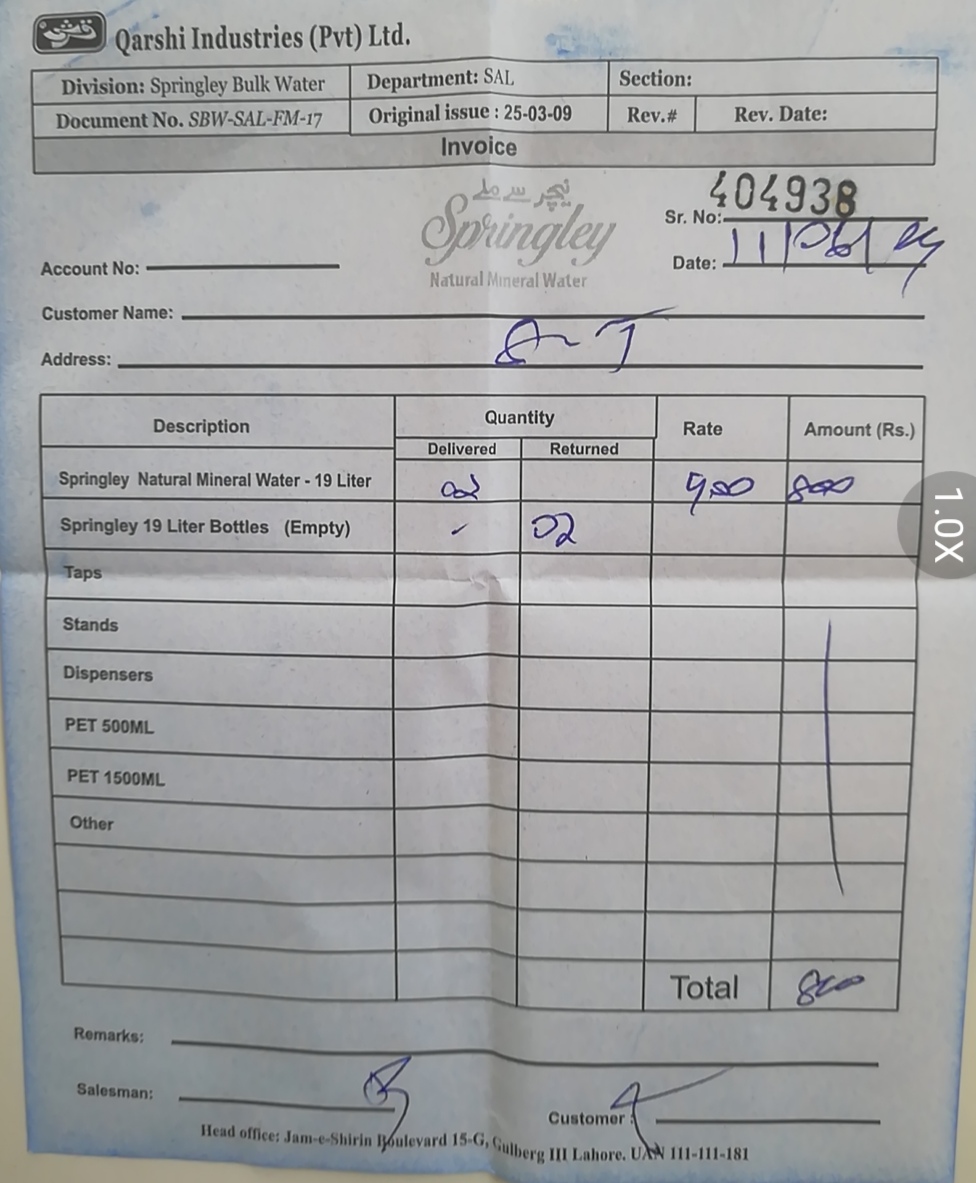 قرشی Qarshi Industries (Pvt) Ltd.
Division: Springley Bulk Water Department: SAL Section:
Document No. SBW-SAL-FM-17 Original issue : 25-03-09 Rev.# Rev. Date:
Invoice
نیچر سے ملے
Springley
Natural Mineral Water
Sr. No: 404938
Account No:
Date: 11/06/24
Customer Name:
Address:
Description Quantity Rate Amount (Rs.)
Delivered Returned
Springley Natural Mineral Water - 19 Liter 02 400 800
Springley 19 Liter Bottles (Empty) - 02
Taps
Stands
Dispensers
PET 500ML
PET 1500ML
Other
Total 800
Remarks:
Salesman:
Customer :
Head office: Jam-e-Shirin Boulevard 15-G, Gulberg III Lahore. UAN 111-111-181
1.0X